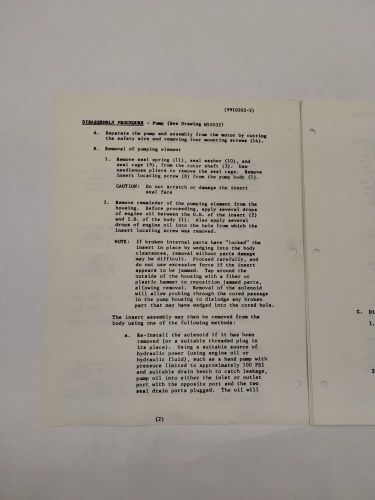 (9910202-2)
DISASSEMBLY PROCEDURE - Pump (See Drawing
A. Separate the pump end assembly from the motor by cutting
the safety wire and removing four mounting screws (14).
B. Removal of pumping element
1. Remove seal spring (11), seal washer (10), and
seal cage (9), from the rotor shaft (3). Use
needlenose pliers to remove the seal cage. Remove
insert locating screw (8) from the pump body (1).
CAUTION: Do not scratch or damage the insert
seal face
2. Remove remainder of the pumping element from the
housing. Before proceeding, apply several drops
of engine oil between the O.D. of the insert (2)
and I.D. of the body (1). Also apply several
drops of engine oil into the hole from which the
insert locating screw was removed.
NOTE: If broken internal parts have "locked" the
insert in place by wedging into the body
clearances, removal without parts damage
may be difficult. Proceed carefully, and
do not use excessive force if the insert
appears to be jammed. Tap around the
outside of the housing with a fiber or
plastic hammer to reposition jammed parts,
allowing removal. Removal of the solenoid
will allow probing through the cored passage
in the pump housing to dislodge any broken
part that may have wedged into the cored hole.
The insert assembly may then be removed from the
body using one of the following methods:
a. Re-install the solenoid if it has been
removed (or a suitable threaded plug in
its place). Using a suitable source of
hydraulic power (using engine oil or
hydraulic fluid), such as a hand pump with
pressure limited to approximately 100 PSI
and suitable drain bench to catch leakage,
pump oil into either the inlet or outlet
port with the opposite port and the two
seal drain ports plugged. The oil will
(2)
C. Di
1.
1